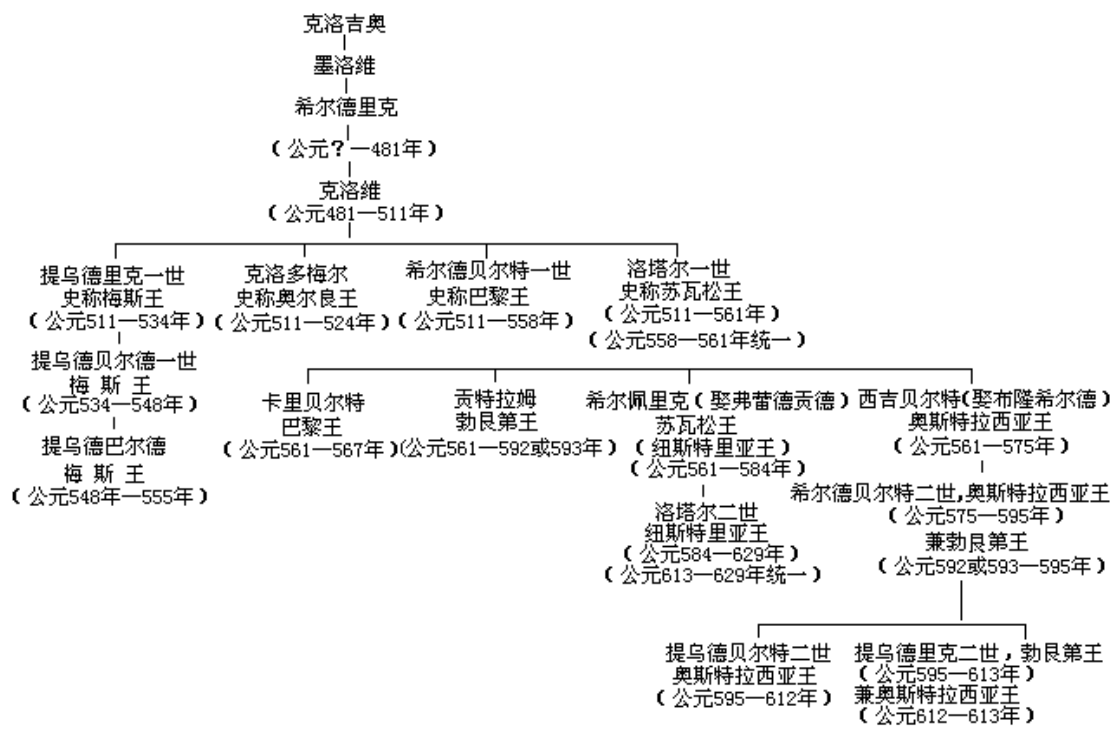 克洛吉奥
墨洛维
希尔德里克
（公元？—481年）
克洛维
（公元481—511年）
提乌德里克一世
史称梅斯王
（公元511—534年）
克洛多梅尔
史称奥尔良王
（公元511—524年）
希尔德贝尔特一世
史称巴黎王
（公元511—558年）
洛塔尔一世
史称苏瓦松王
（公元511—561年）
（公元558—561年统一）
提乌德贝尔德一世
梅 斯 王
（公元534—548年）
提乌德巴尔德
梅 斯 王
（公元548年—555年）
卡里贝尔特
巴黎王
（公元561—567年）
贡特拉姆
勃艮第王
（公元561—592或593年）
希尔佩里克（娶弗蕾德贡德）
苏瓦松王
（纽斯特里亚王）
（公元561—584年）
西吉贝尔特（娶布隆希尔德）
奥斯特拉西亚王
（公元561—575年）
洛塔尔二世
纽斯特里亚王
（公元584—629年）
（公元613—629年统一）
希尔德贝尔特二世,奥斯特拉西亚王
（公元575—595年）
兼勃艮第王
（公元592或593—595年）
提乌德贝尔特二世
奥斯特拉西亚王
（公元595—612年）
提乌德里克二世，勃艮第王
（公元595—613年）
兼奥斯特拉西亚王
（公元612—613年）